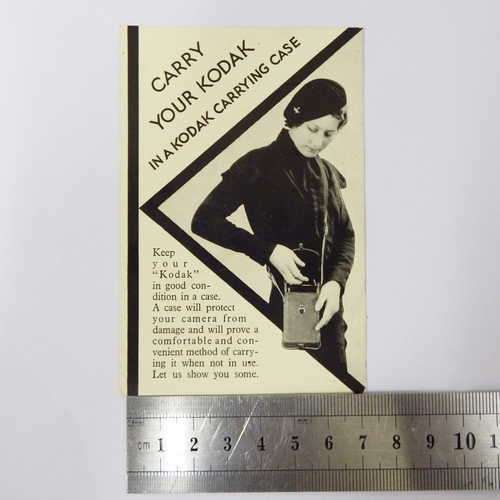 CARRY
YOUR KODAK
IN A KODAK CARRYING CASE
Keep
your
"Kodak"
in good con-
dition in a case.
A case will protect
your camera from
damage and will prove a
comfortable and con-
venient method of carry-
ing it when not in use.
Let us show you some.
cm 1 2 3 4 5 6 7 8 9 10 1